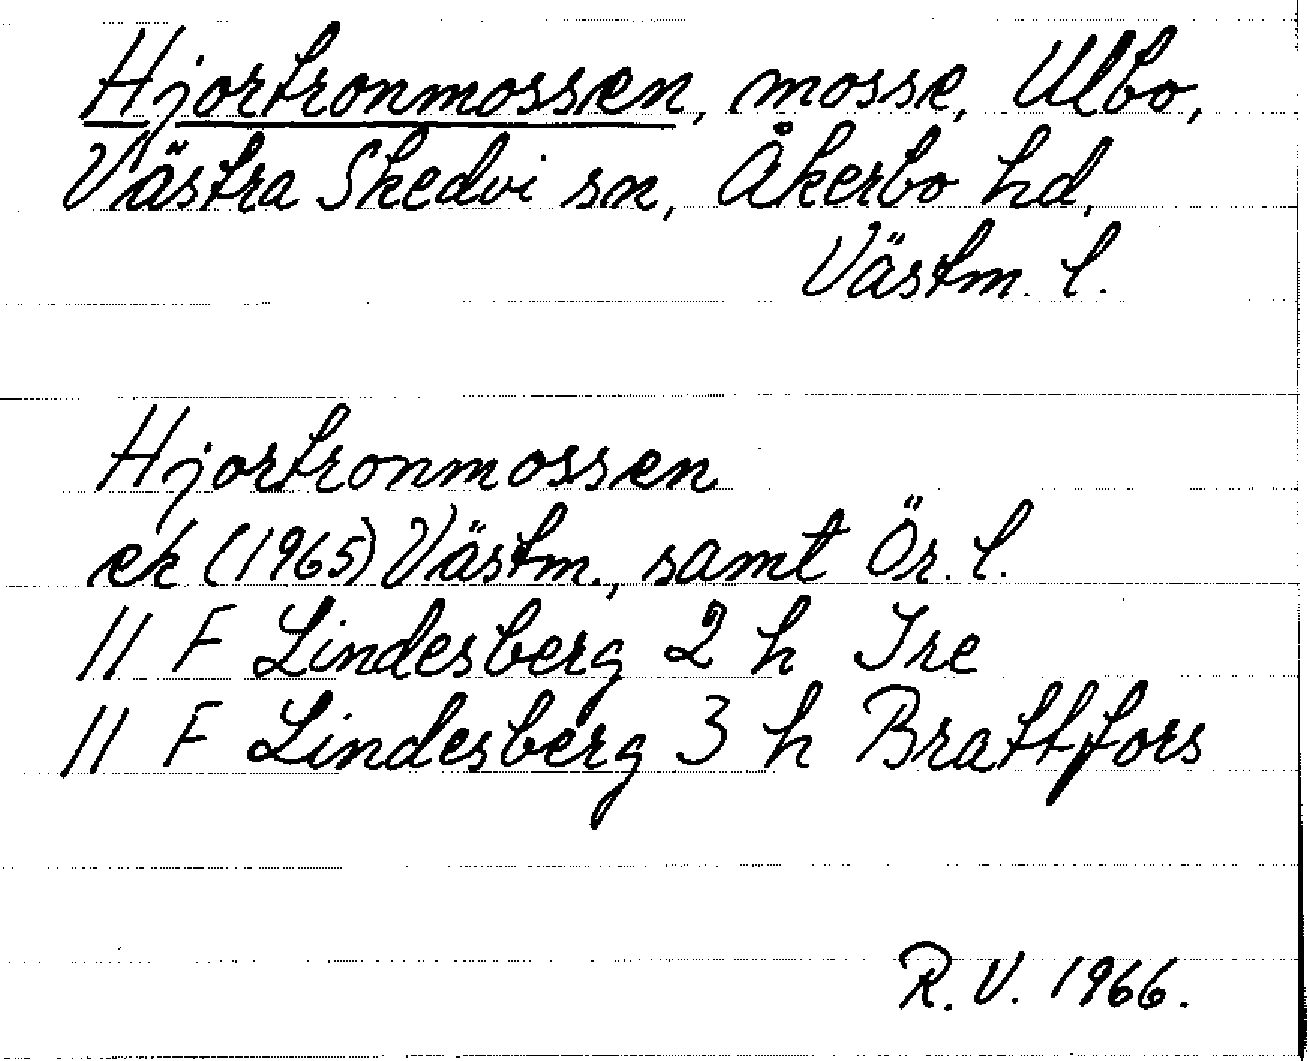 Hjortronmossen, mosse, Ulbo,
Västra Skedvi sn, Åkerbo hd,
Västm. l.
Hjortronmossen
ek (1965) Västm., samt Ör. l.
11 F Lindesberg 2 h Ire
11 F Lindesberg 3 h Brattfors
R. V. 1966.